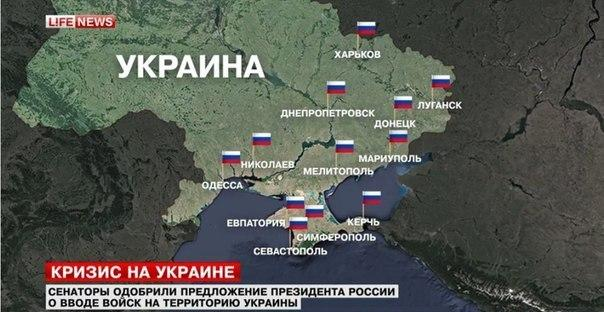 LIFE NEWS
ХАРЬКОВ
УКРАИНА
ЛУГАНСК
ДНЕПРОПЕТРОВСК
ДОНЕЦК
МАРИУПОЛЬ
НИКОЛАЕВ
МЕЛИТОПОЛЬ
ОДЕССА
ЕВПАТОРИЯ
КЕРЧЬ
СИМФЕРОПОЛЬ
СЕВАСТОПОЛЬ
КРИЗИС НА УКРАИНЕ
СЕНАТОРЫ ОДОБРИЛИ ПРЕДЛОЖЕНИЕ ПРЕЗИДЕНТА РОССИИ
О ВВОДЕ ВОЙСК НА ТЕРРИТОРИЮ УКРАИНЫ